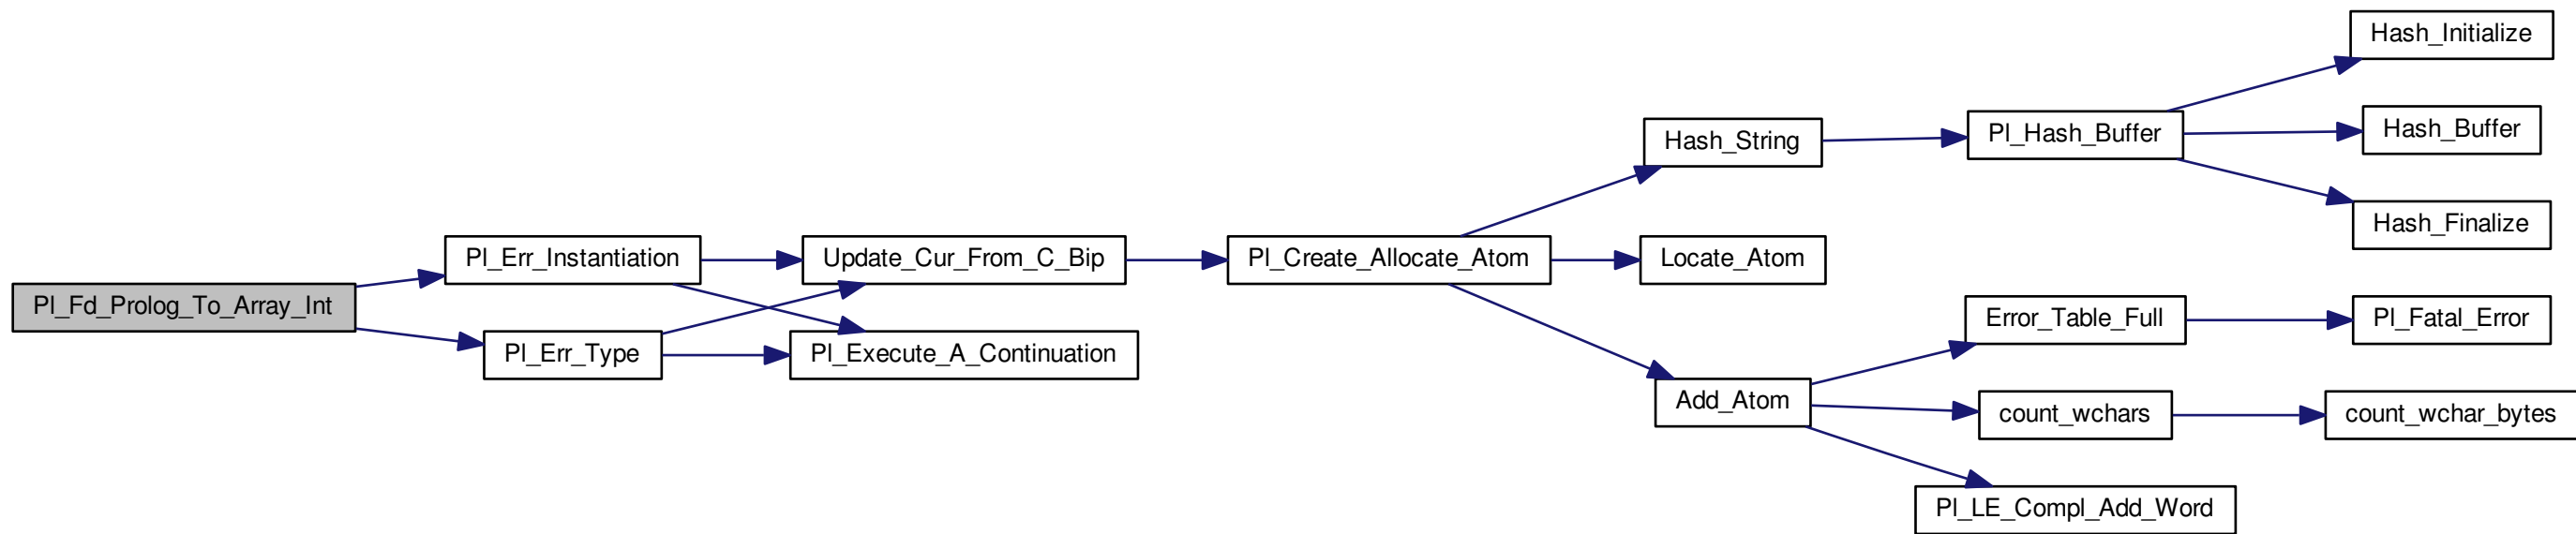 Pl_Fd_Prolog_To_Array_Int
Pl_Err_Instantiation
Pl_Err_Type
Update_Cur_From_C_Bip
Pl_Execute_A_Continuation
Pl_Create_Allocate_Atom
Hash_String
Locate_Atom
Add_Atom
Pl_Hash_Buffer
Error_Table_Full
count_wchars
Pl_LE_Compl_Add_Word
Hash_Initialize
Hash_Buffer
Hash_Finalize
Pl_Fatal_Error
count_wchar_bytes